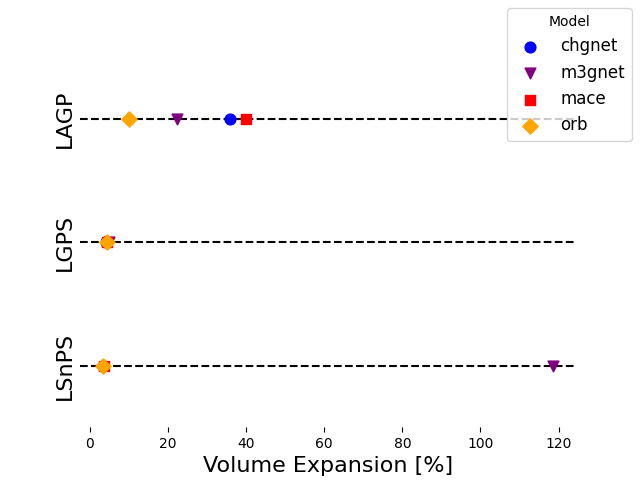 Model
chgnet
m3gnet
mace
orb
LAGP
LGPS
LSnPS
0 20 40 60 80 100 120
Volume Expansion [%]